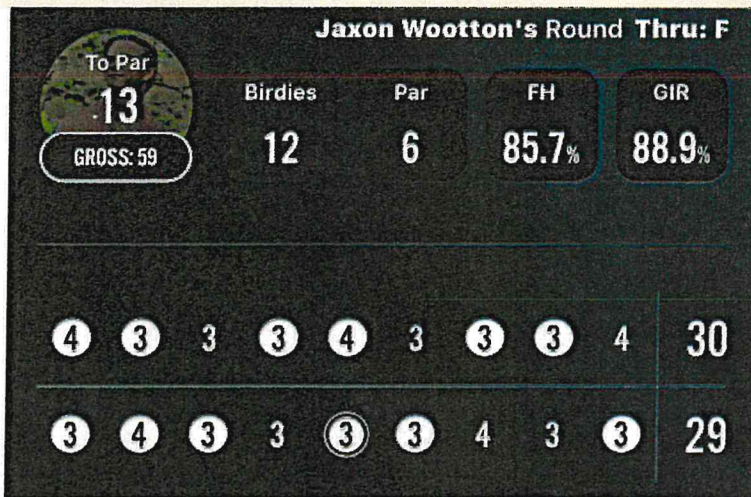 Jaxon Wootton's Round Thru: F
To Par
-13
GROSS: 59
Birdies Par FH GIR
12 6 85.7% 88.9%
4 3 3 3 4 3 3 3 4 30
3 4 3 3 3 3 4 3 3 29